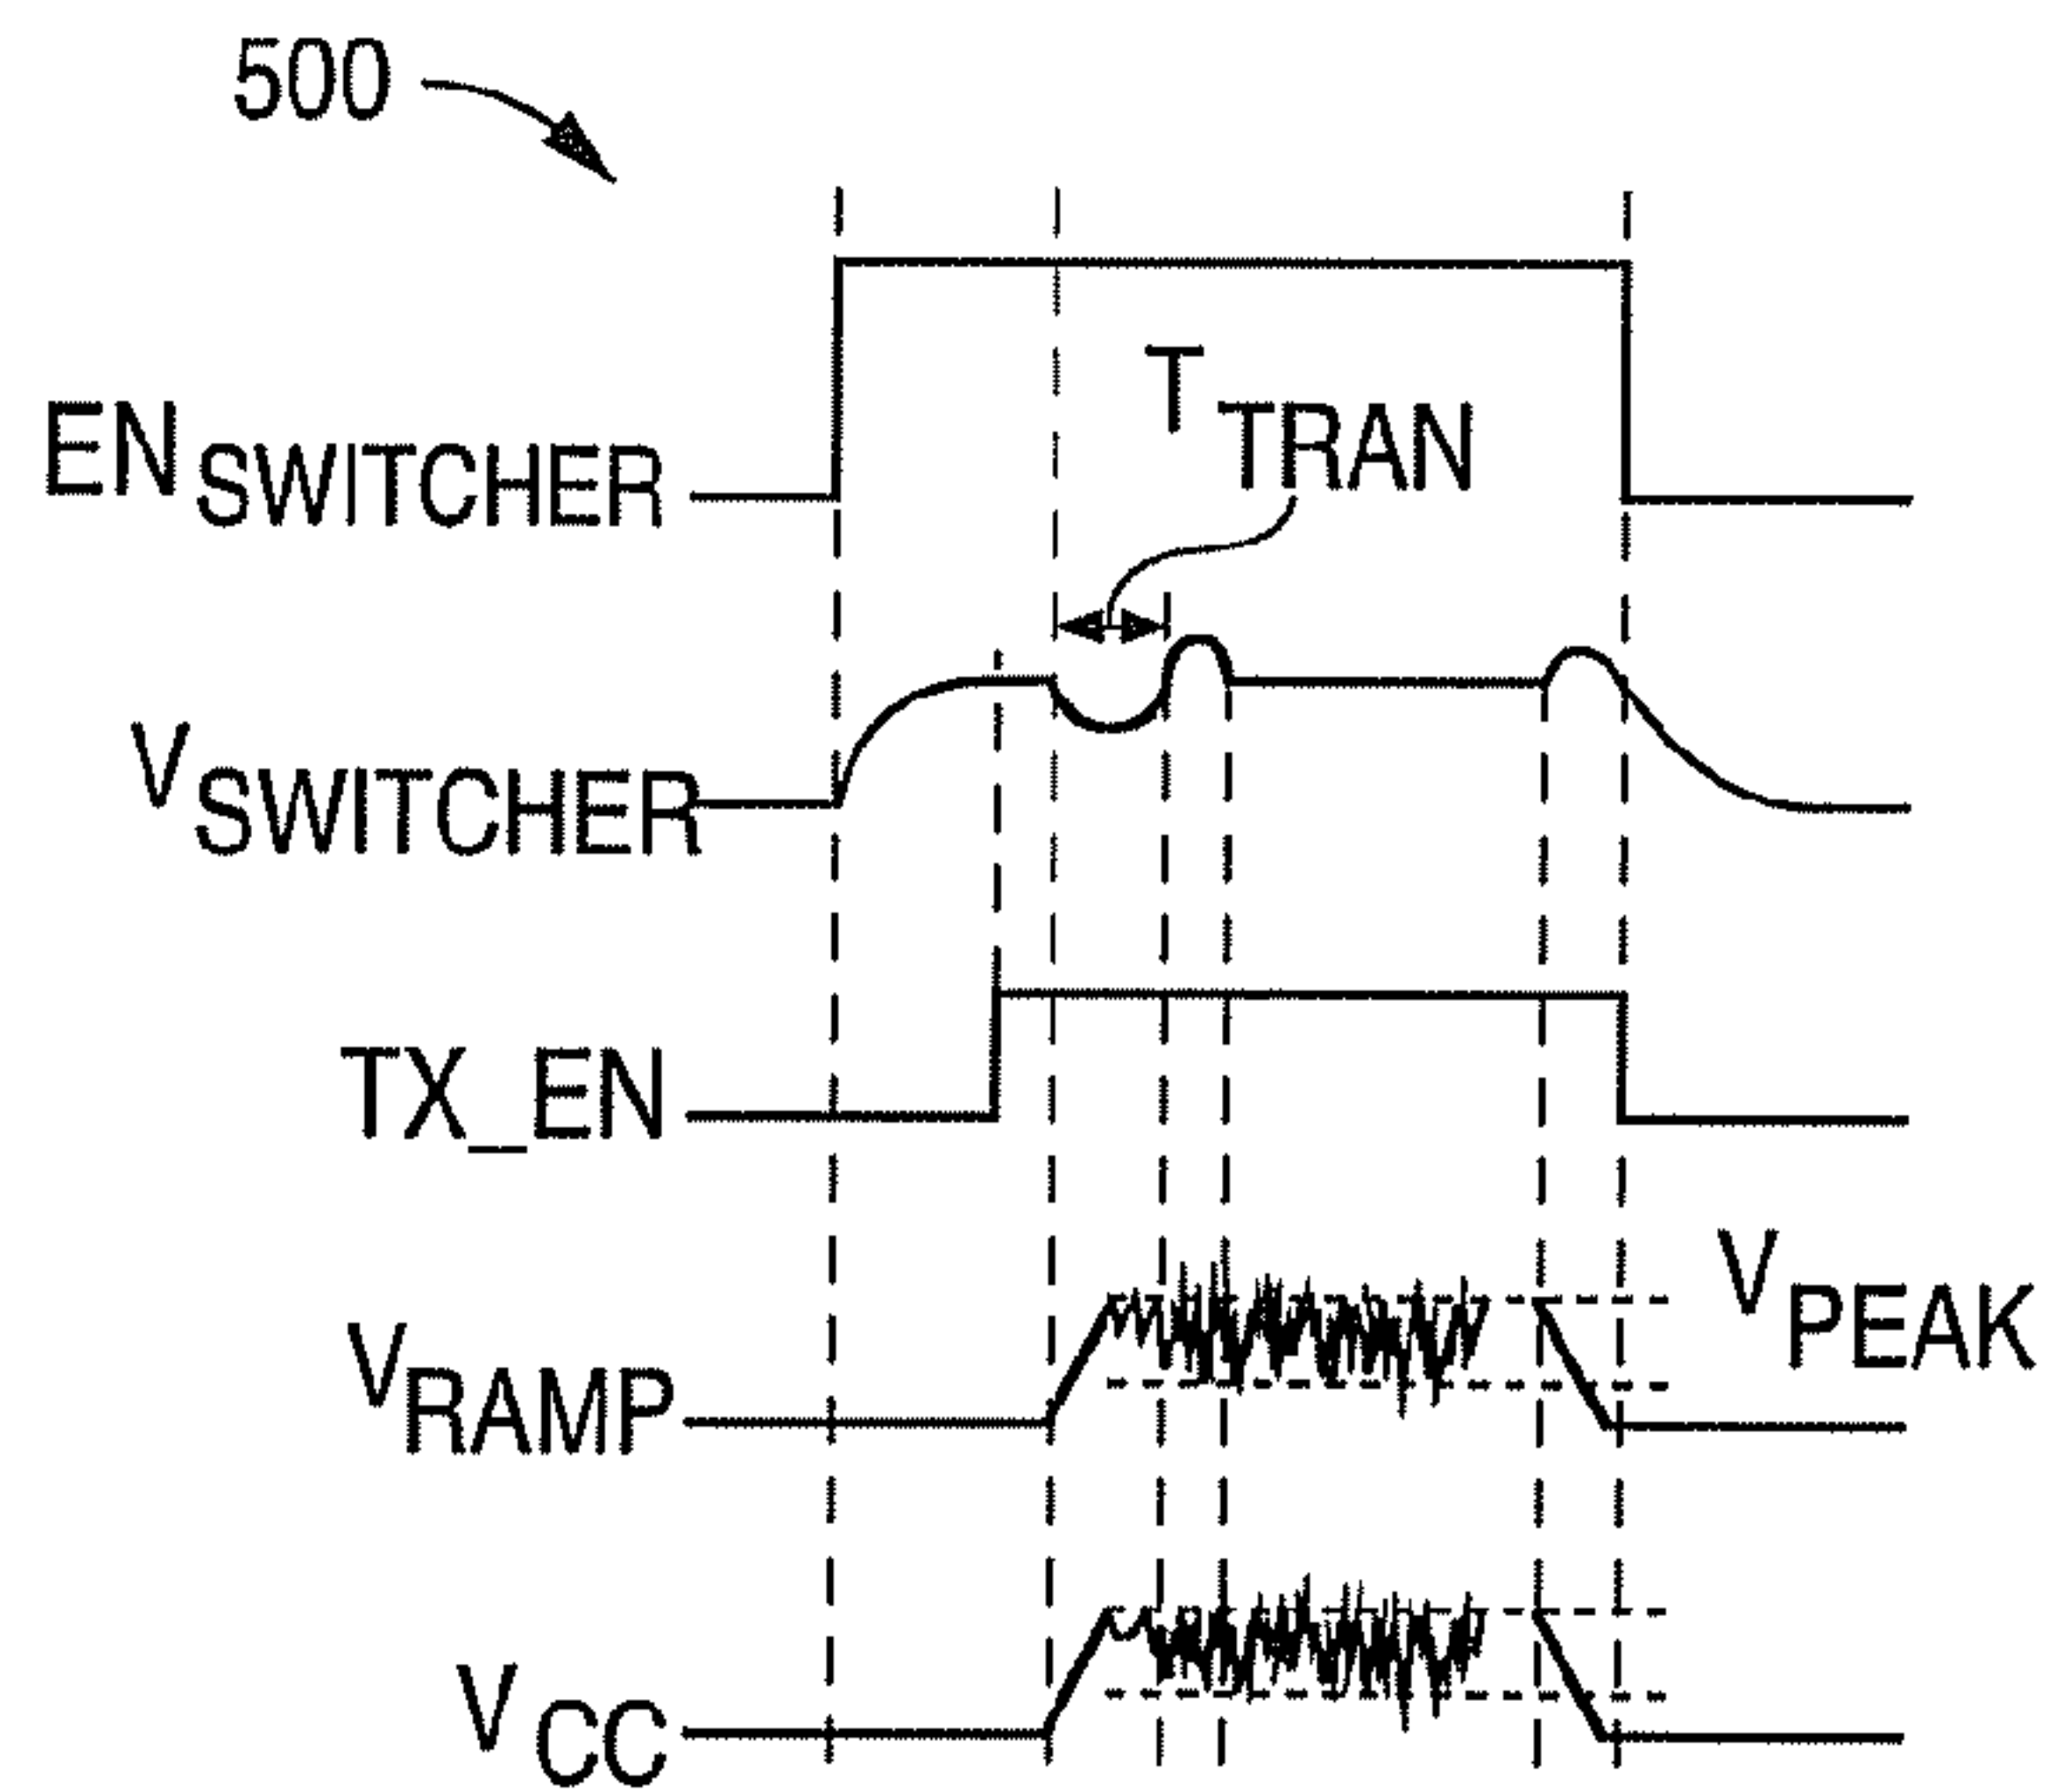 500
T TRAN
EN SWITCHER
V SWITCHER
TX_EN
V PEAK
V RAMP
V CC